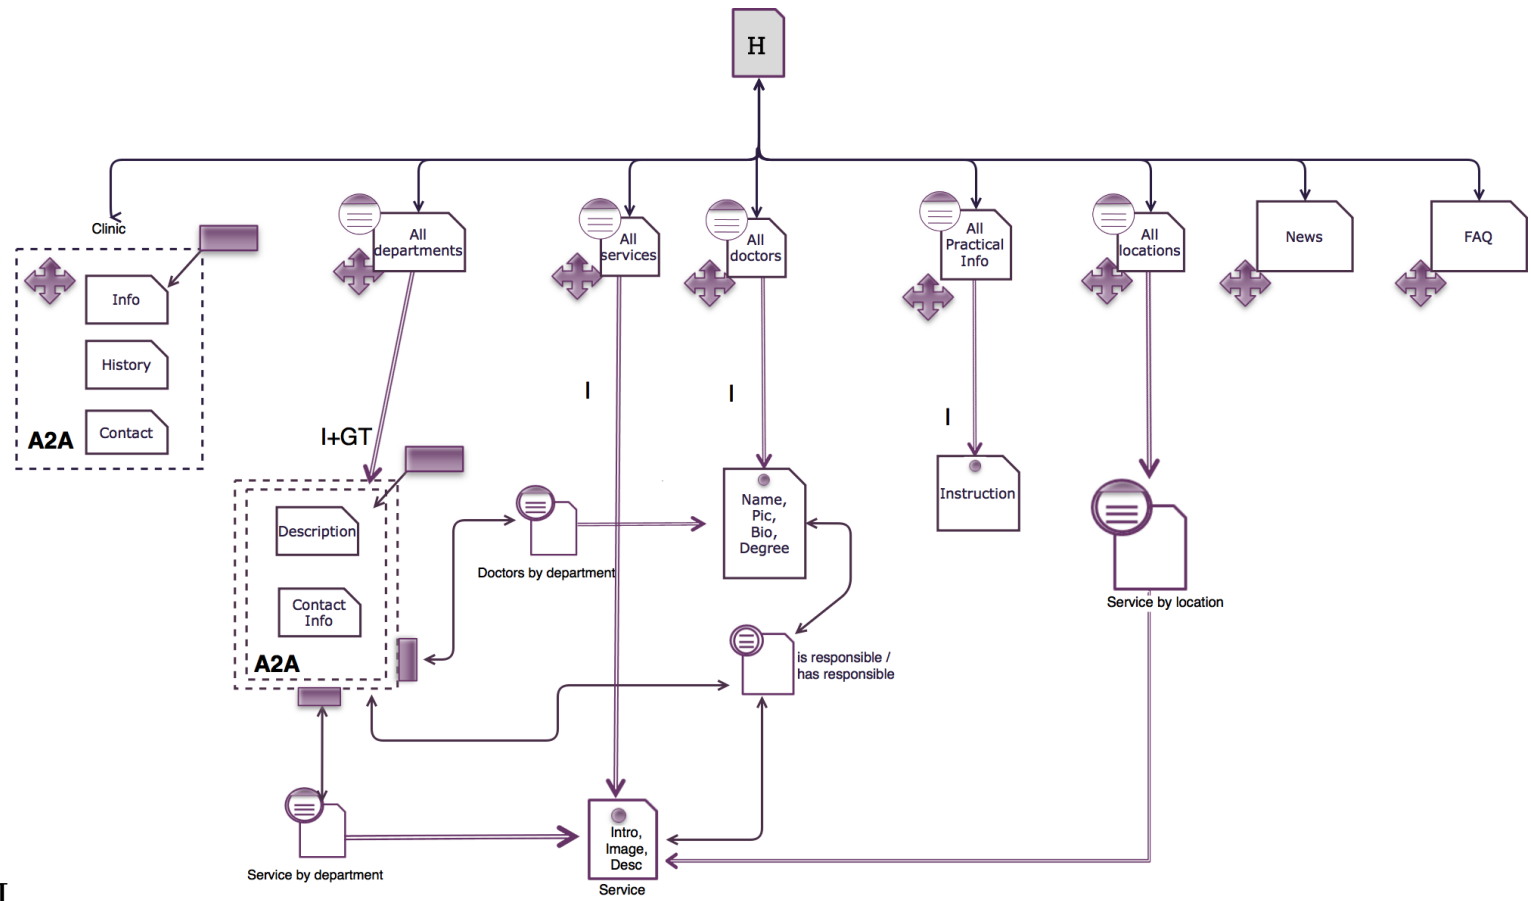 H
Clinic
Info
History
Contact
A2A
All
departments
All
services
All
doctors
All
Practical
Info
All
locations
News
FAQ
I+GT
I
I
I
Description
Contact
Info
A2A
Doctors by department
Name,
Pic,
Bio,
Degree
Instruction
Service by location
is responsible /
has responsible
Service by department
Intro,
Image,
Desc
Service